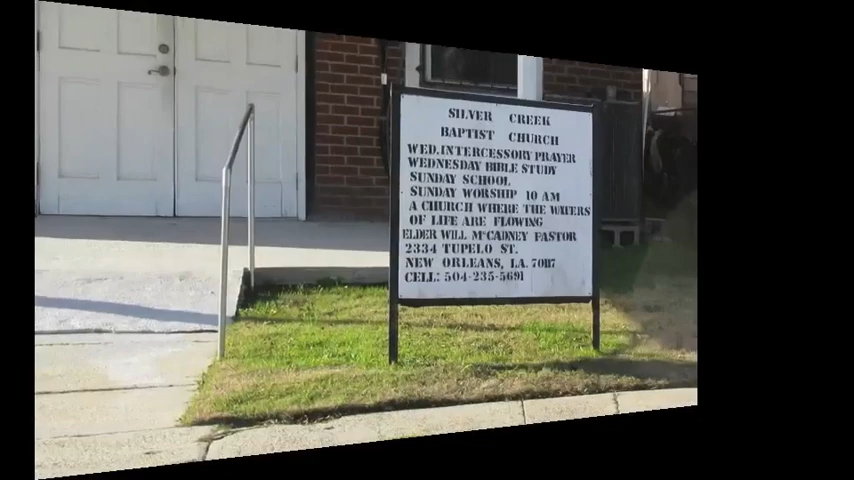 SILVER CREEK
BAPTIST CHURCH
WED. INTERCESSORY PRAYER
WEDNESDAY BIBLE STUDY
SUNDAY SCHOOL
SUNDAY WORSHIP 10 AM
A CHURCH WHERE THE WATERS
OF LIFE ARE FLOWING
ELDER WILL MCCADNEY PASTOR
2334 TUPELO ST.
NEW ORLEANS, LA. 70117
CELL: 504-235-5691